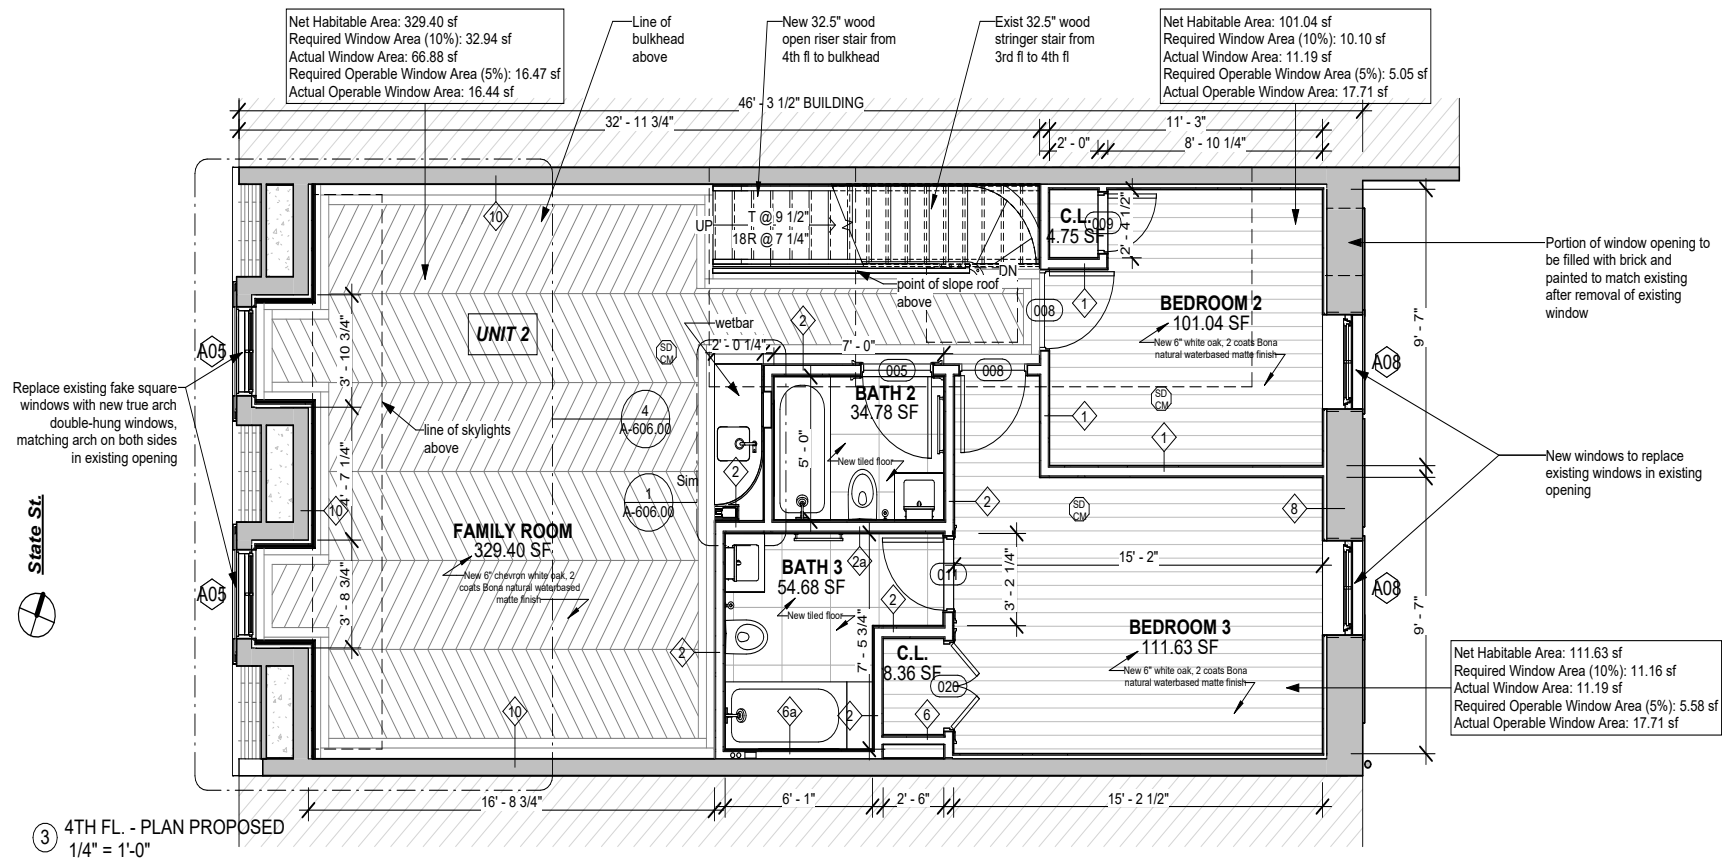 Net Habitable Area: 329.40 sf
Required Window Area (10%): 32.94 sf
Actual Window Area: 66.88 sf
Required Operable Window Area (5%): 16.47 sf
Actual Operable Window Area: 16.44 sf
Line of
bulkhead
above
New 32.5" wood
open riser stair from
4th fl to bulkhead
Exist 32.5" wood
stringer stair from
3rd fl to 4th fl
Net Habitable Area: 101.04 sf
Required Window Area (10%): 10.10 sf
Actual Window Area: 11.19 sf
Required Operable Window Area (5%): 5.05 sf
Actual Operable Window Area: 17.71 sf
46' - 3 1/2" BUILDING
32' - 11 3/4"
11' - 3"
2' - 0"
8' - 10 1/4"
10
UP
T @ 9 1/2"
18R @ 7 1/4"
DN
point of slope roof
above
C.L.
4.75 SF
009
2' - 4 1/2"
1
008
BEDROOM 2
101.04 SF
New 6" white oak, 2 coats Bona
natural waterbased matte finish
SD
CM
1
1
Portion of window opening to
be filled with brick and
painted to match existing
after removal of existing
window
9' - 7"
A08
New windows to replace
existing windows in existing
opening
A08
9' - 7"
A05
Replace existing fake square
windows with new true arch
double-hung windows,
matching arch on both sides
in existing opening
A05
State St.
3' - 10 3/4"
4' - 7 1/4"
3' - 8 3/4"
UNIT 2
SD
CM
line of skylights
above
4
A-606.00
1
A-606.00
Sim
10
FAMILY ROOM
329.40 SF
New 6" chevron white oak, 2
coats Bona natural waterbased
matte finish
10
2
wetbar
2' - 0 1/4"
2
7' - 0"
005
008
BATH 2
34.78 SF
New tiled floor
5' - 0"
2
2
SD
CM
8
BATH 3
54.68 SF
New tiled floor
2a
2
7' - 5 3/4"
6a
2
011
3' - 2 1/4"
15' - 2"
C.L.
8.36 SF
020
6
BEDROOM 3
111.63 SF
New 6" white oak, 2 coats Bona
natural waterbased matte finish
Net Habitable Area: 111.63 sf
Required Window Area (10%): 11.16 sf
Actual Window Area: 11.19 sf
Required Operable Window Area (5%): 5.58 sf
Actual Operable Window Area: 17.71 sf
16' - 8 3/4"
6' - 1"
2' - 6"
15' - 2 1/2"
3
4TH FL. - PLAN PROPOSED
1/4" = 1'-0"